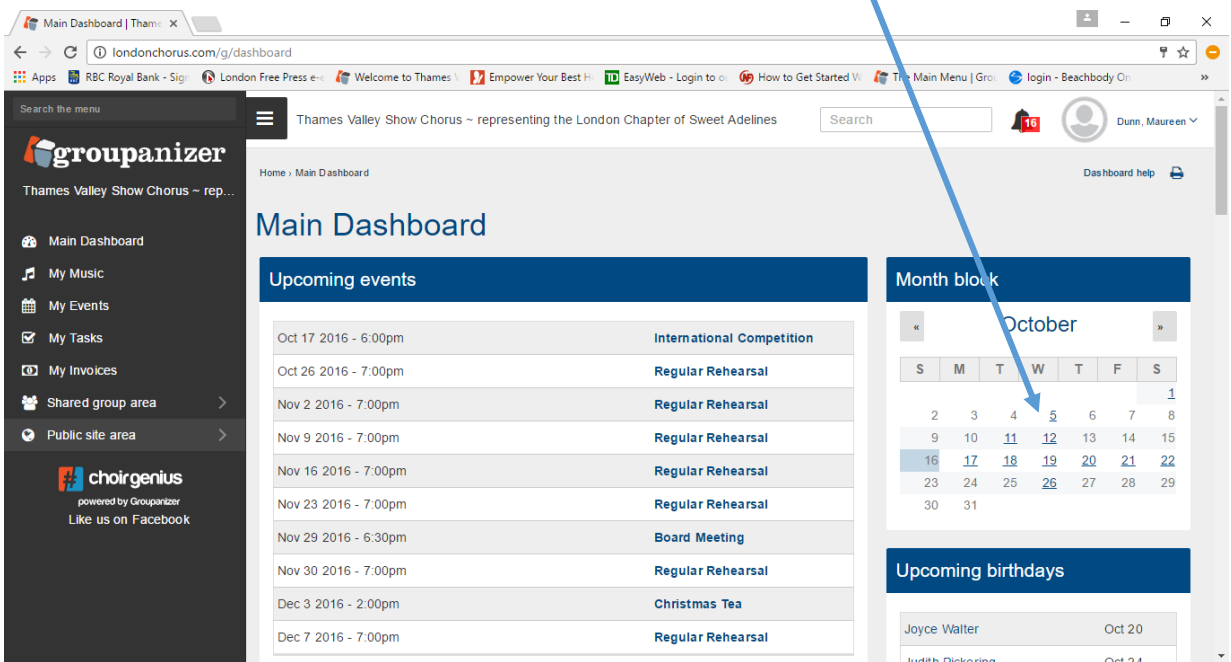 Main Dashboard | Thame
londonchorus.com/g/dashboard
Apps RBC Royal Bank - Sign London Free Press e-e Welcome to Thames V Empower Your Best H EasyWeb - Login to o How to Get Started W The Main Menu | Grou login - Beachbody On »
Search the menu
groupanizer
Thames Valley Show Chorus ~ rep...
Main Dashboard
My Music
My Events
My Tasks
My Invoices
Shared group area
Public site area
# choirgenius
powered by Groupanizer
Like us on Facebook
Thames Valley Show Chorus ~ representing the London Chapter of Sweet Adelines
Search
16
Dunn, Maureen
Home › Main Dashboard
Dashboard help
Main Dashboard
Upcoming events
Oct 17 2016 - 6:00pm International Competition
Oct 26 2016 - 7:00pm Regular Rehearsal
Nov 2 2016 - 7:00pm Regular Rehearsal
Nov 9 2016 - 7:00pm Regular Rehearsal
Nov 16 2016 - 7:00pm Regular Rehearsal
Nov 23 2016 - 7:00pm Regular Rehearsal
Nov 29 2016 - 6:30pm Board Meeting
Nov 30 2016 - 7:00pm Regular Rehearsal
Dec 3 2016 - 2:00pm Christmas Tea
Dec 7 2016 - 7:00pm Regular Rehearsal
Month block
« October »
S M T W T F S
1
2 3 4 5 6 7 8
9 10 11 12 13 14 15
16 17 18 19 20 21 22
23 24 25 26 27 28 29
30 31
Upcoming birthdays
Joyce Walter Oct 20
Judith Pickering Oct 24